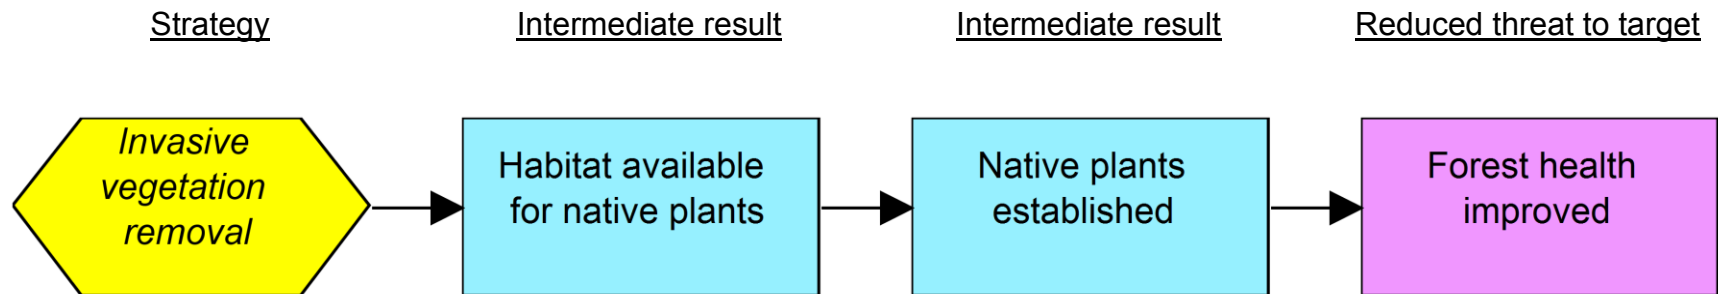 Strategy
Intermediate result
Intermediate result
Reduced threat to target
Invasive
vegetation
removal
Habitat available
for native plants
Native plants
established
Forest health
improved